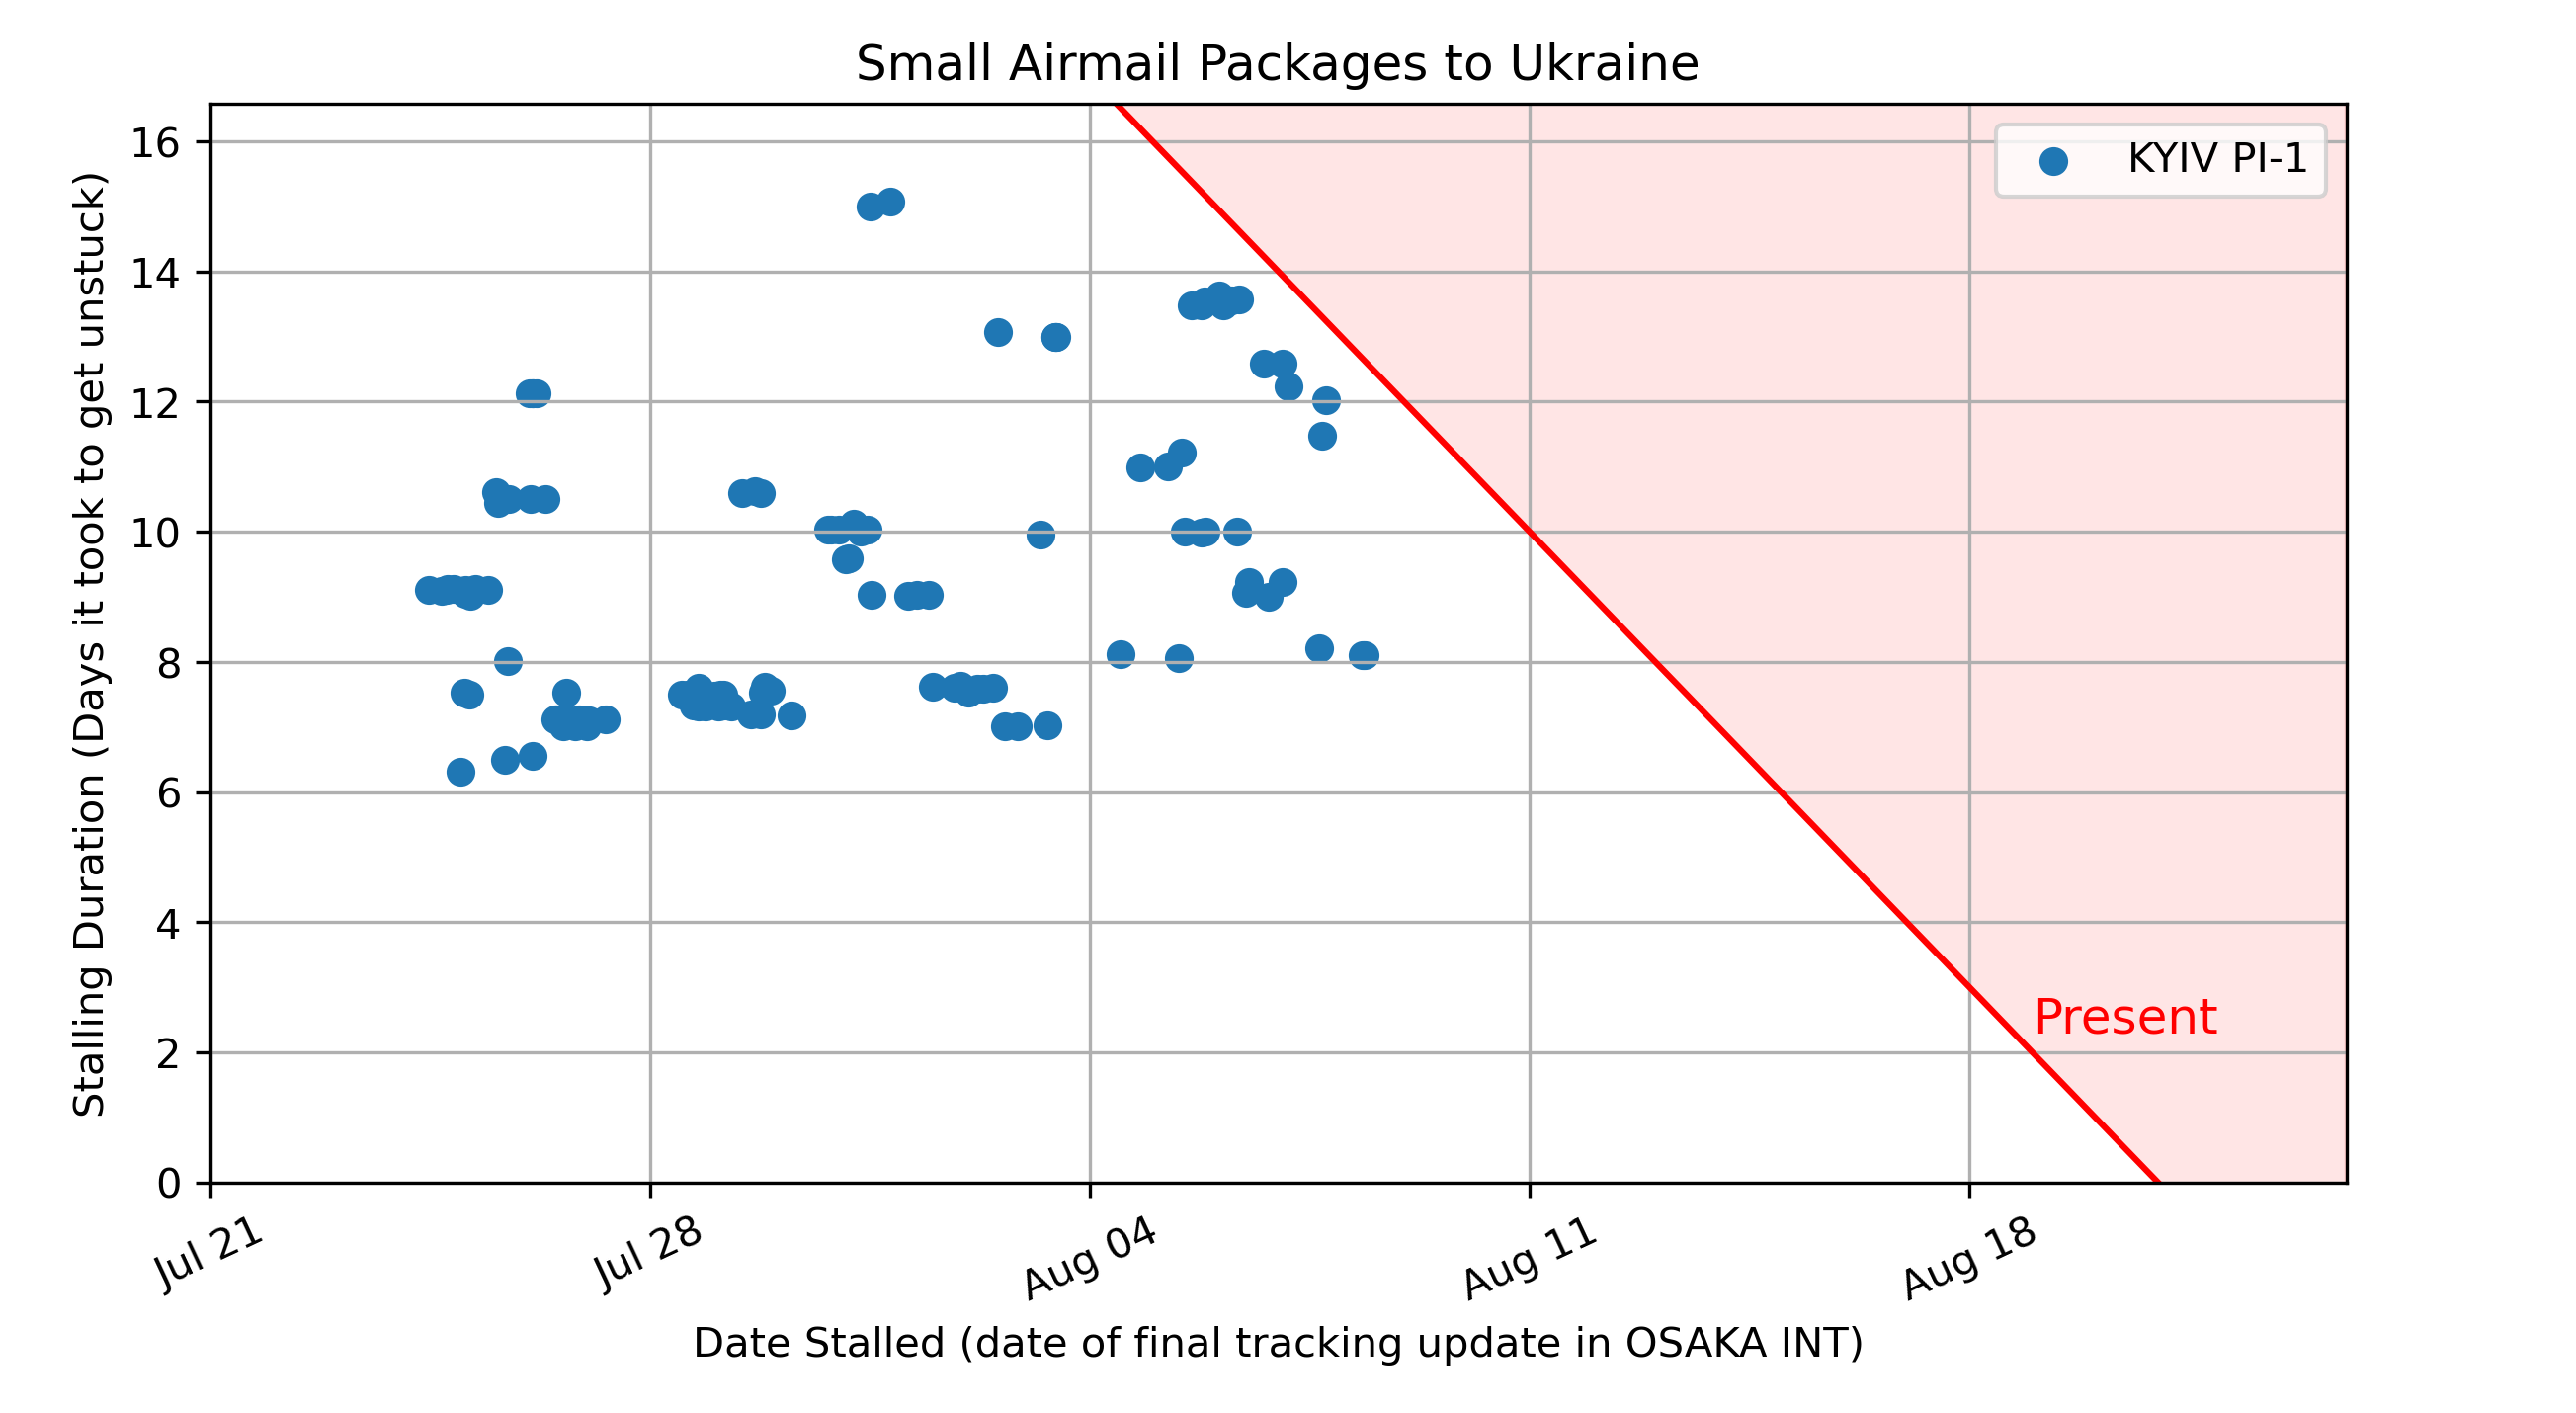 Small Airmail Packages to Ukraine
KYIV PI-1
Stalling Duration (Days it took to get unstuck)
16
14
12
10
8
6
4
2
0
Present
Jul 21
Jul 28
Aug 04
Aug 11
Aug 18
Date Stalled (date of final tracking update in OSAKA INT)